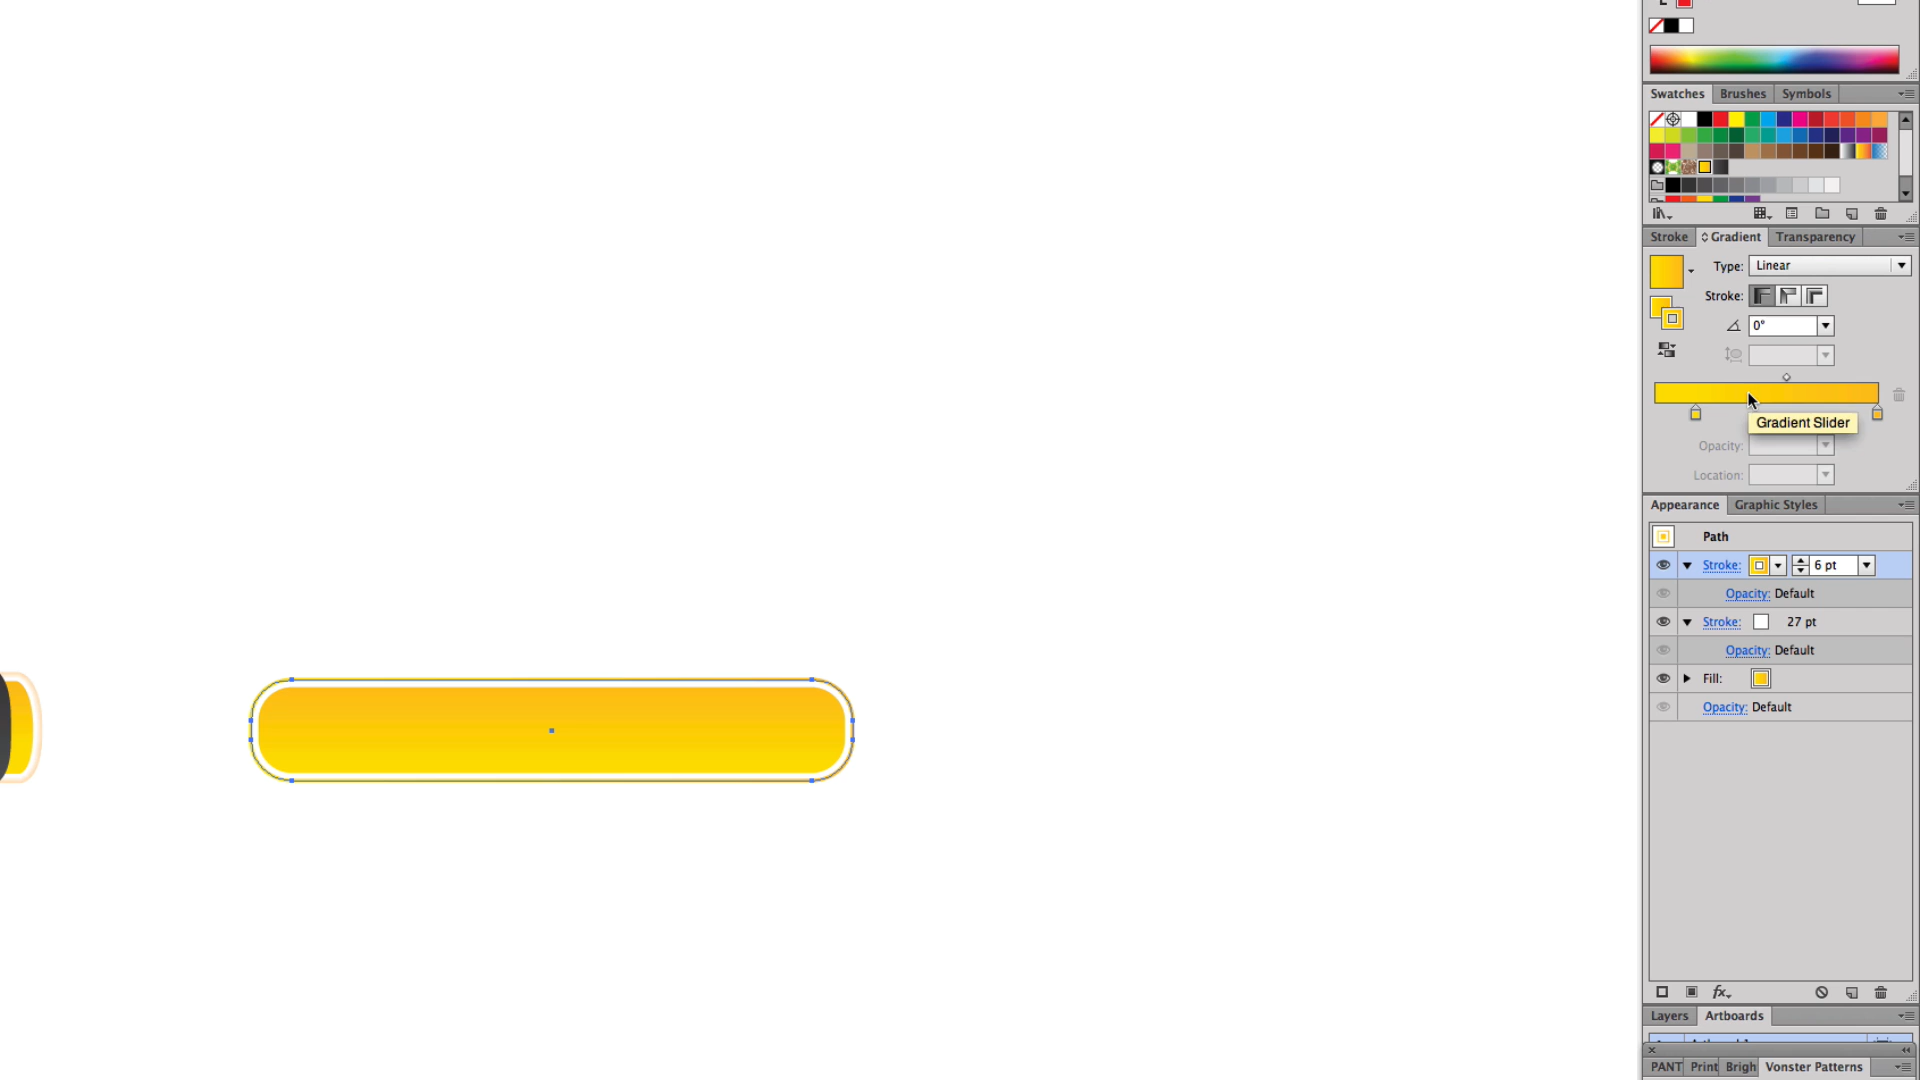 Swatches Brushes Symbols
Stroke Gradient Transparency
Type: Linear
Stroke:
0°
Gradient Slider
Opacity:
Location:
Appearance Graphic Styles
Path
Stroke: 6 pt
Opacity: Default
Stroke: 27 pt
Opacity: Default
Fill:
Opacity: Default
fx
Layers Artboards
PANT Print Brigh Vonster Patterns